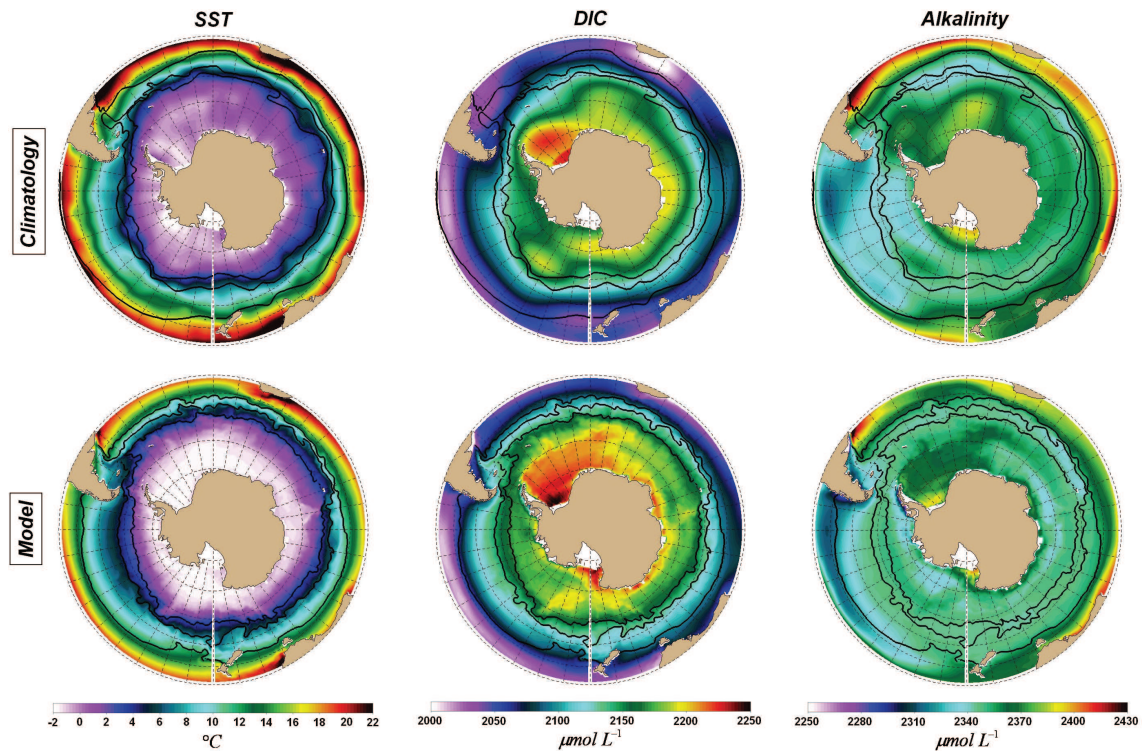 SST
DIC
Alkalinity
Climatology
Model
-2 0 2 4 6 8 10 12 14 16 18 20 22
°C
2000 2050 2100 2150 2200 2250
μmol L⁻¹
2250 2280 2310 2340 2370 2400 2430
μmol L⁻¹